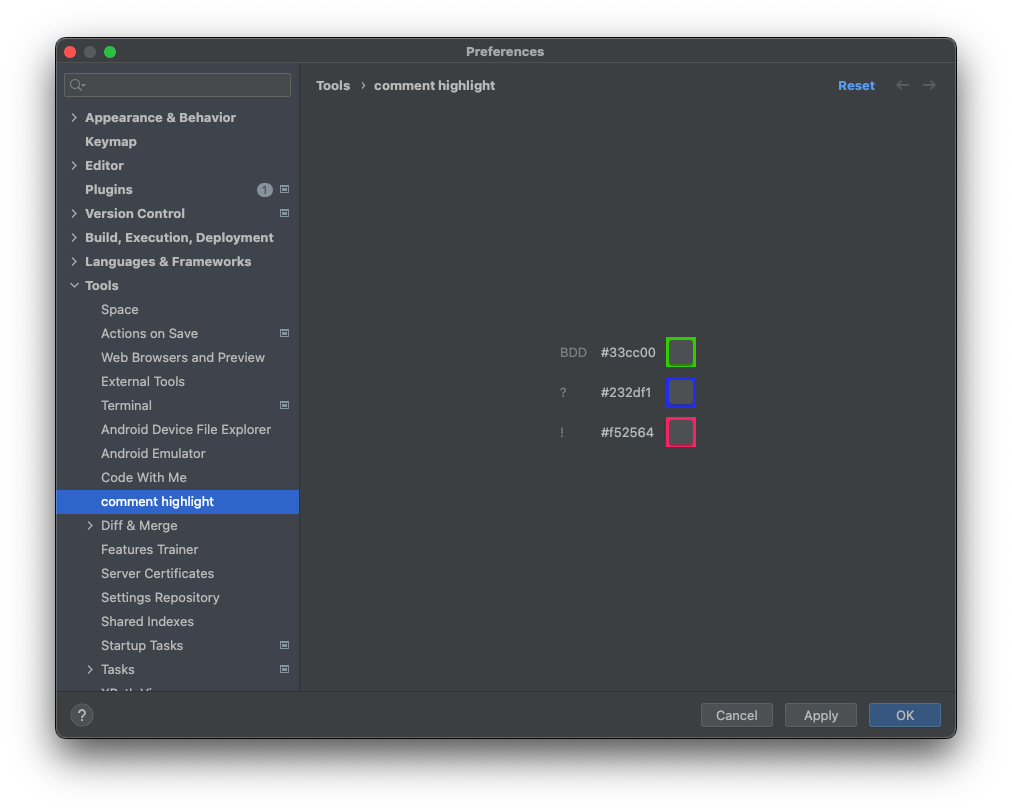 Preferences
Tools › comment highlight
Reset
Appearance & Behavior
Keymap
Editor
Plugins 1
Version Control
Build, Execution, Deployment
Languages & Frameworks
Tools
Space
Actions on Save
Web Browsers and Preview
External Tools
Terminal
Android Device File Explorer
Android Emulator
Code With Me
comment highlight
Diff & Merge
Features Trainer
Server Certificates
Settings Repository
Shared Indexes
Startup Tasks
Tasks
BDD #33cc00
? #232df1
! #f52564
?
Cancel
Apply
OK